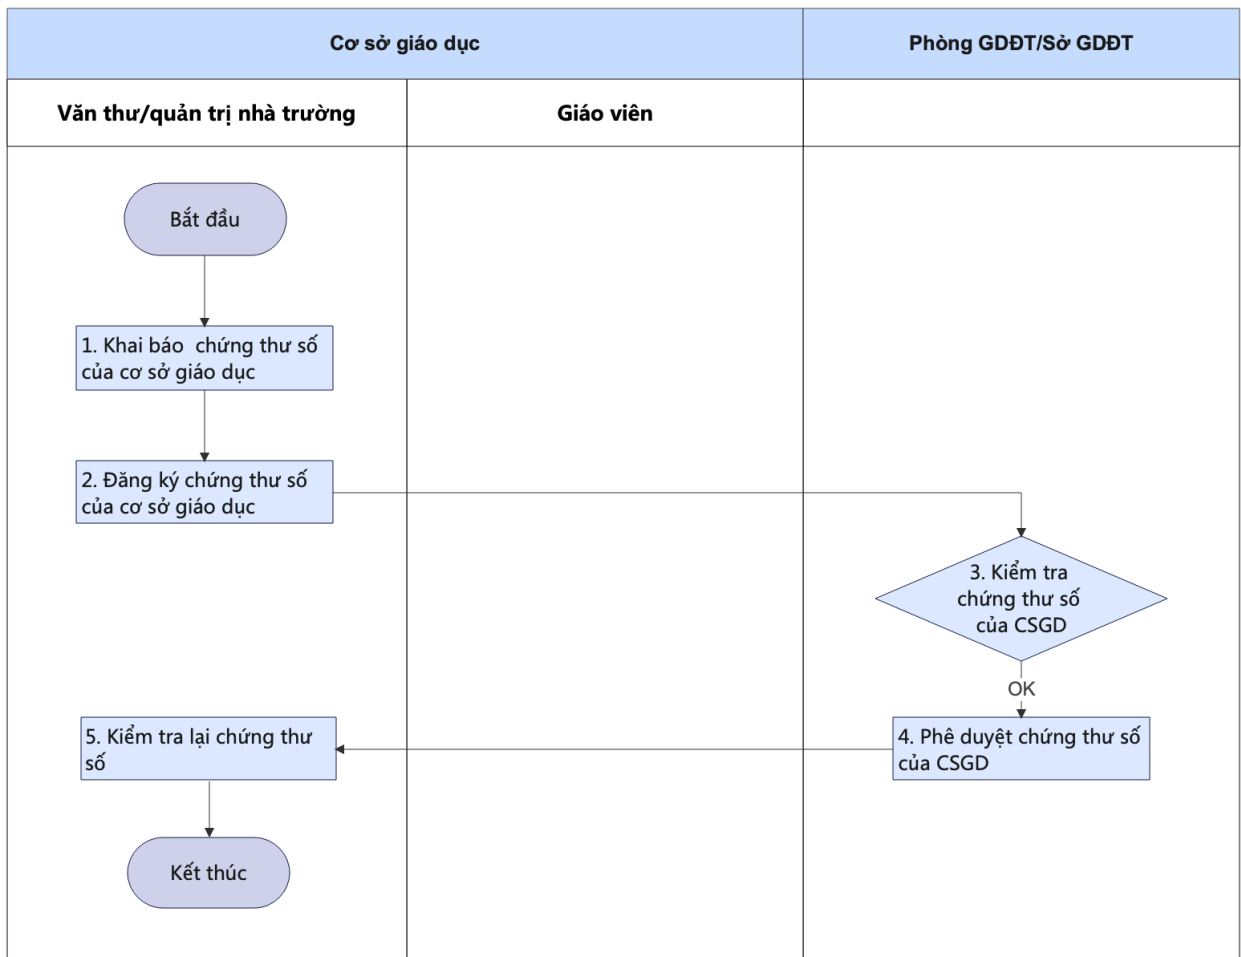 Cơ sở giáo dục
Phòng GDĐT/Sở GDĐT
Văn thư/quản trị nhà trường
Giáo viên
Bắt đầu
1. Khai báo  chứng thư số
của cơ sở giáo dục
2. Đăng ký chứng thư số
của cơ sở giáo dục
3. Kiểm tra
chứng thư số
của CSGD
OK
4. Phê duyệt chứng thư số
của CSGD
5. Kiểm tra lại chứng thư
số
Kết thúc